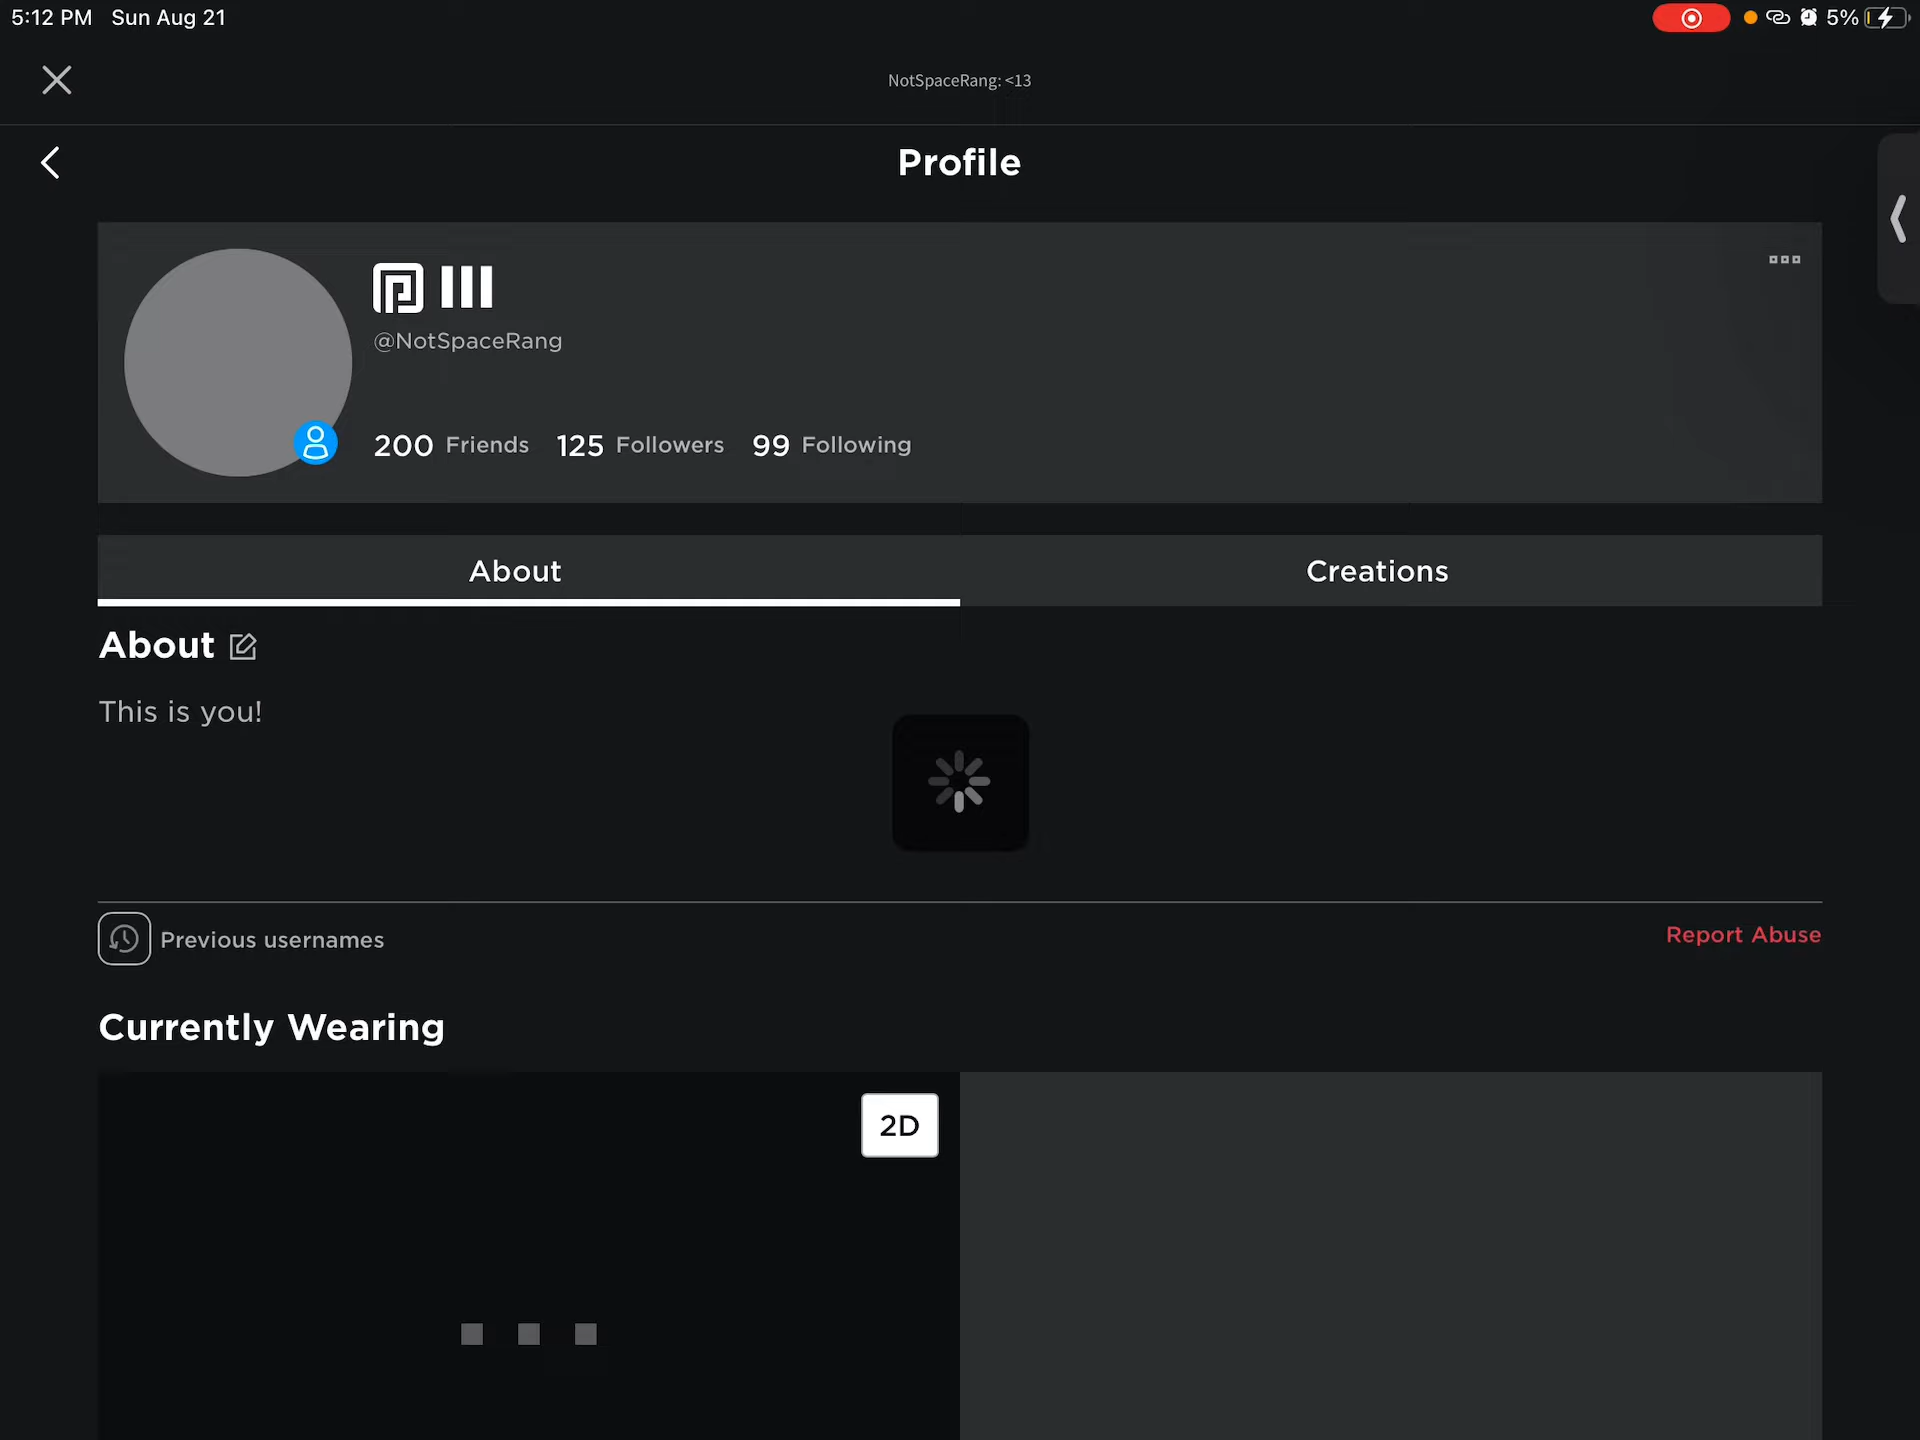 5:12 PM Sun Aug 21
5%
NotSpaceRang: <13
Profile
III
@NotSpaceRang
200 Friends 125 Followers 99 Following
About Creations
About
This is you!
Previous usernames
Report Abuse
Currently Wearing
2D